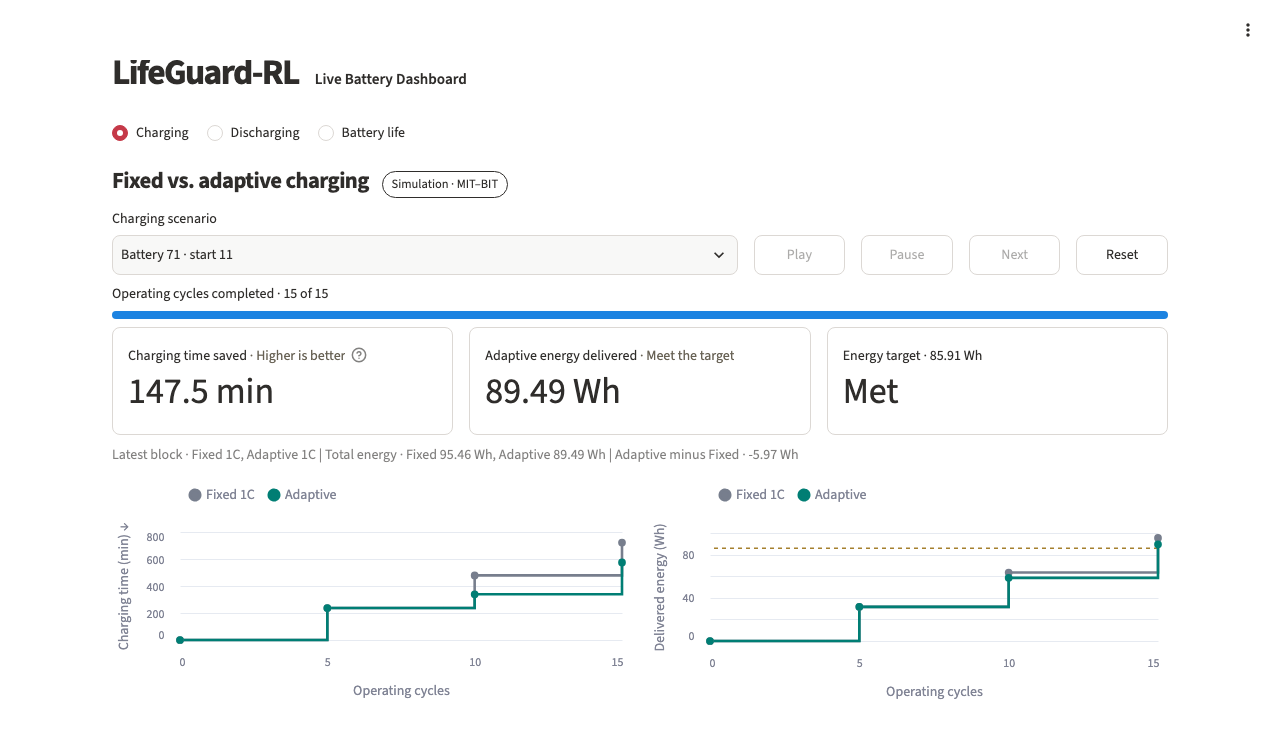 LifeGuard-RL Live Battery Dashboard
Charging Discharging Battery life
Fixed vs. adaptive charging Simulation · MIT–BIT
Charging scenario
Battery 71 · start 11 Play Pause Next Reset
Operating cycles completed · 15 of 15
Charging time saved · Higher is better ?
147.5 min
Adaptive energy delivered · Meet the target
89.49 Wh
Energy target · 85.91 Wh
Met
Latest block · Fixed 1C, Adaptive 1C | Total energy · Fixed 95.46 Wh, Adaptive 89.49 Wh | Adaptive minus Fixed · -5.97 Wh
Fixed 1C Adaptive
Charging time (min) ↓
800
600
400
200
0
0 5 10 15
Operating cycles
Fixed 1C Adaptive
Delivered energy (Wh)
80
40
0
0 5 10 15
Operating cycles